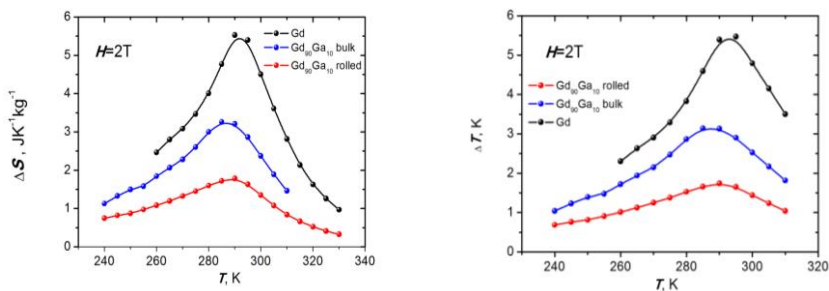 H=2T
Gd
Gd90Ga10 bulk
Gd90Ga10 rolled
ΔS, JK⁻¹kg⁻¹
6
5
4
3
2
1
0
240 260 280 300 320 340
T, K
H=2T
Gd90Ga10 rolled
Gd90Ga10 bulk
Gd
ΔT, K
6
5
4
3
2
1
0
240 260 280 300 320
T, K